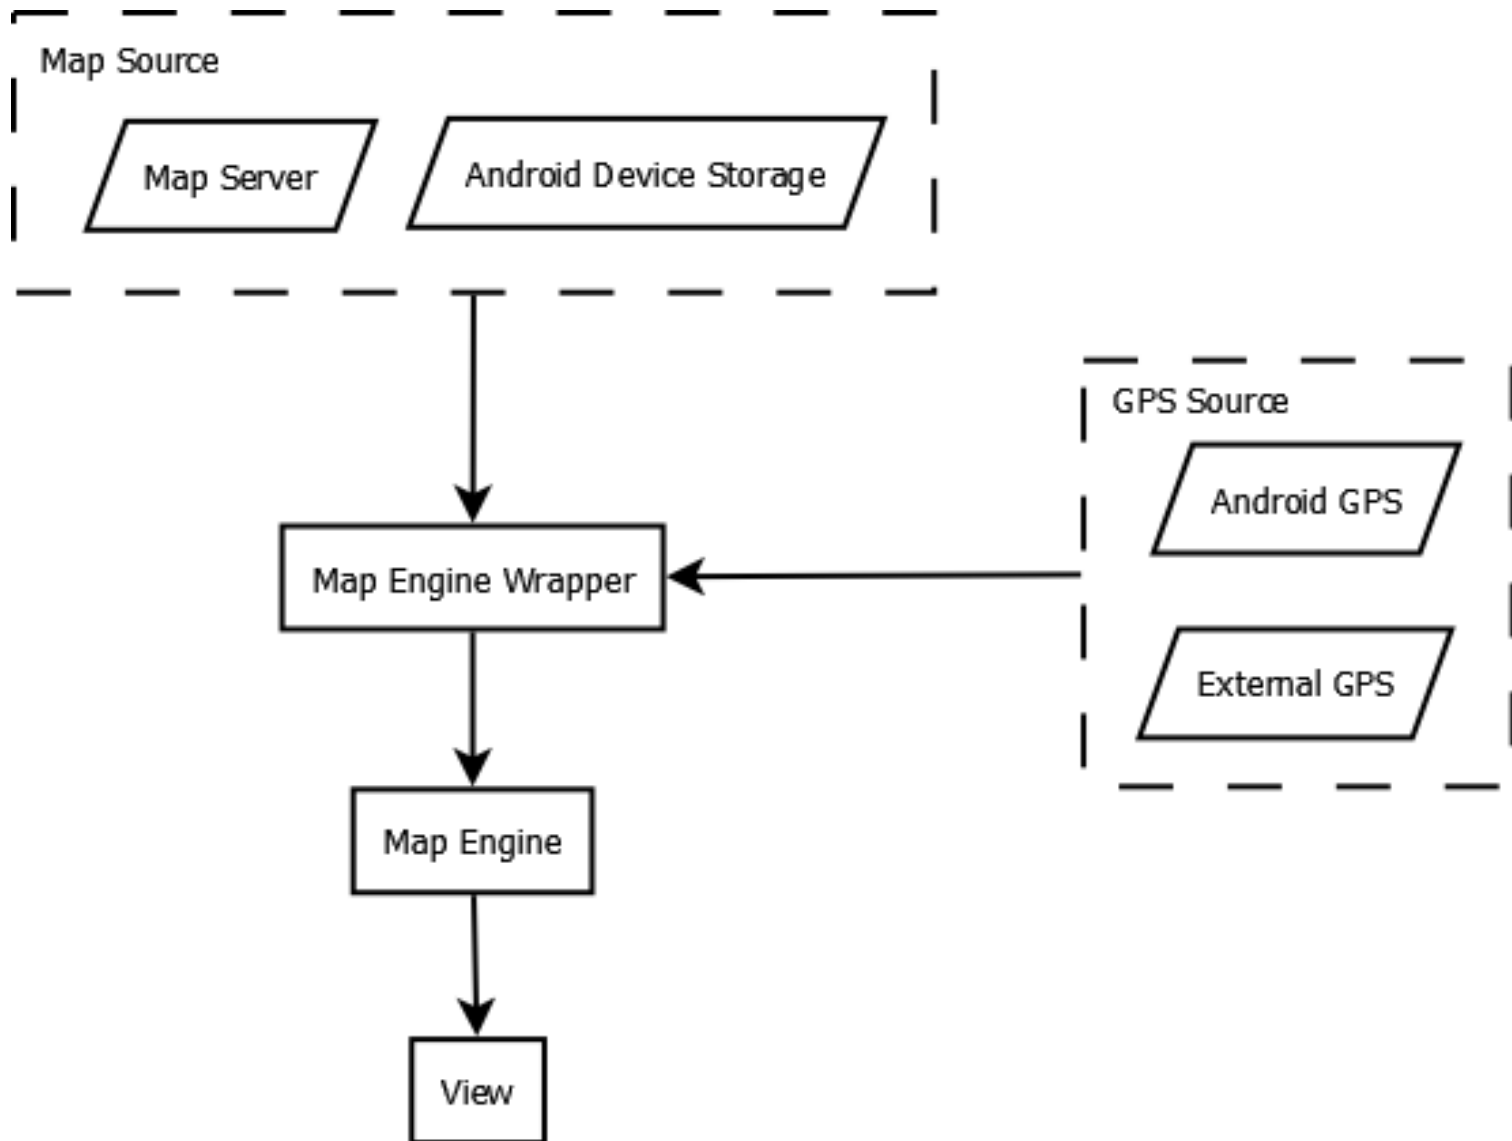 Map Source
Map Server
Android Device Storage
GPS Source
Android GPS
Map Engine Wrapper
External GPS
Map Engine
View